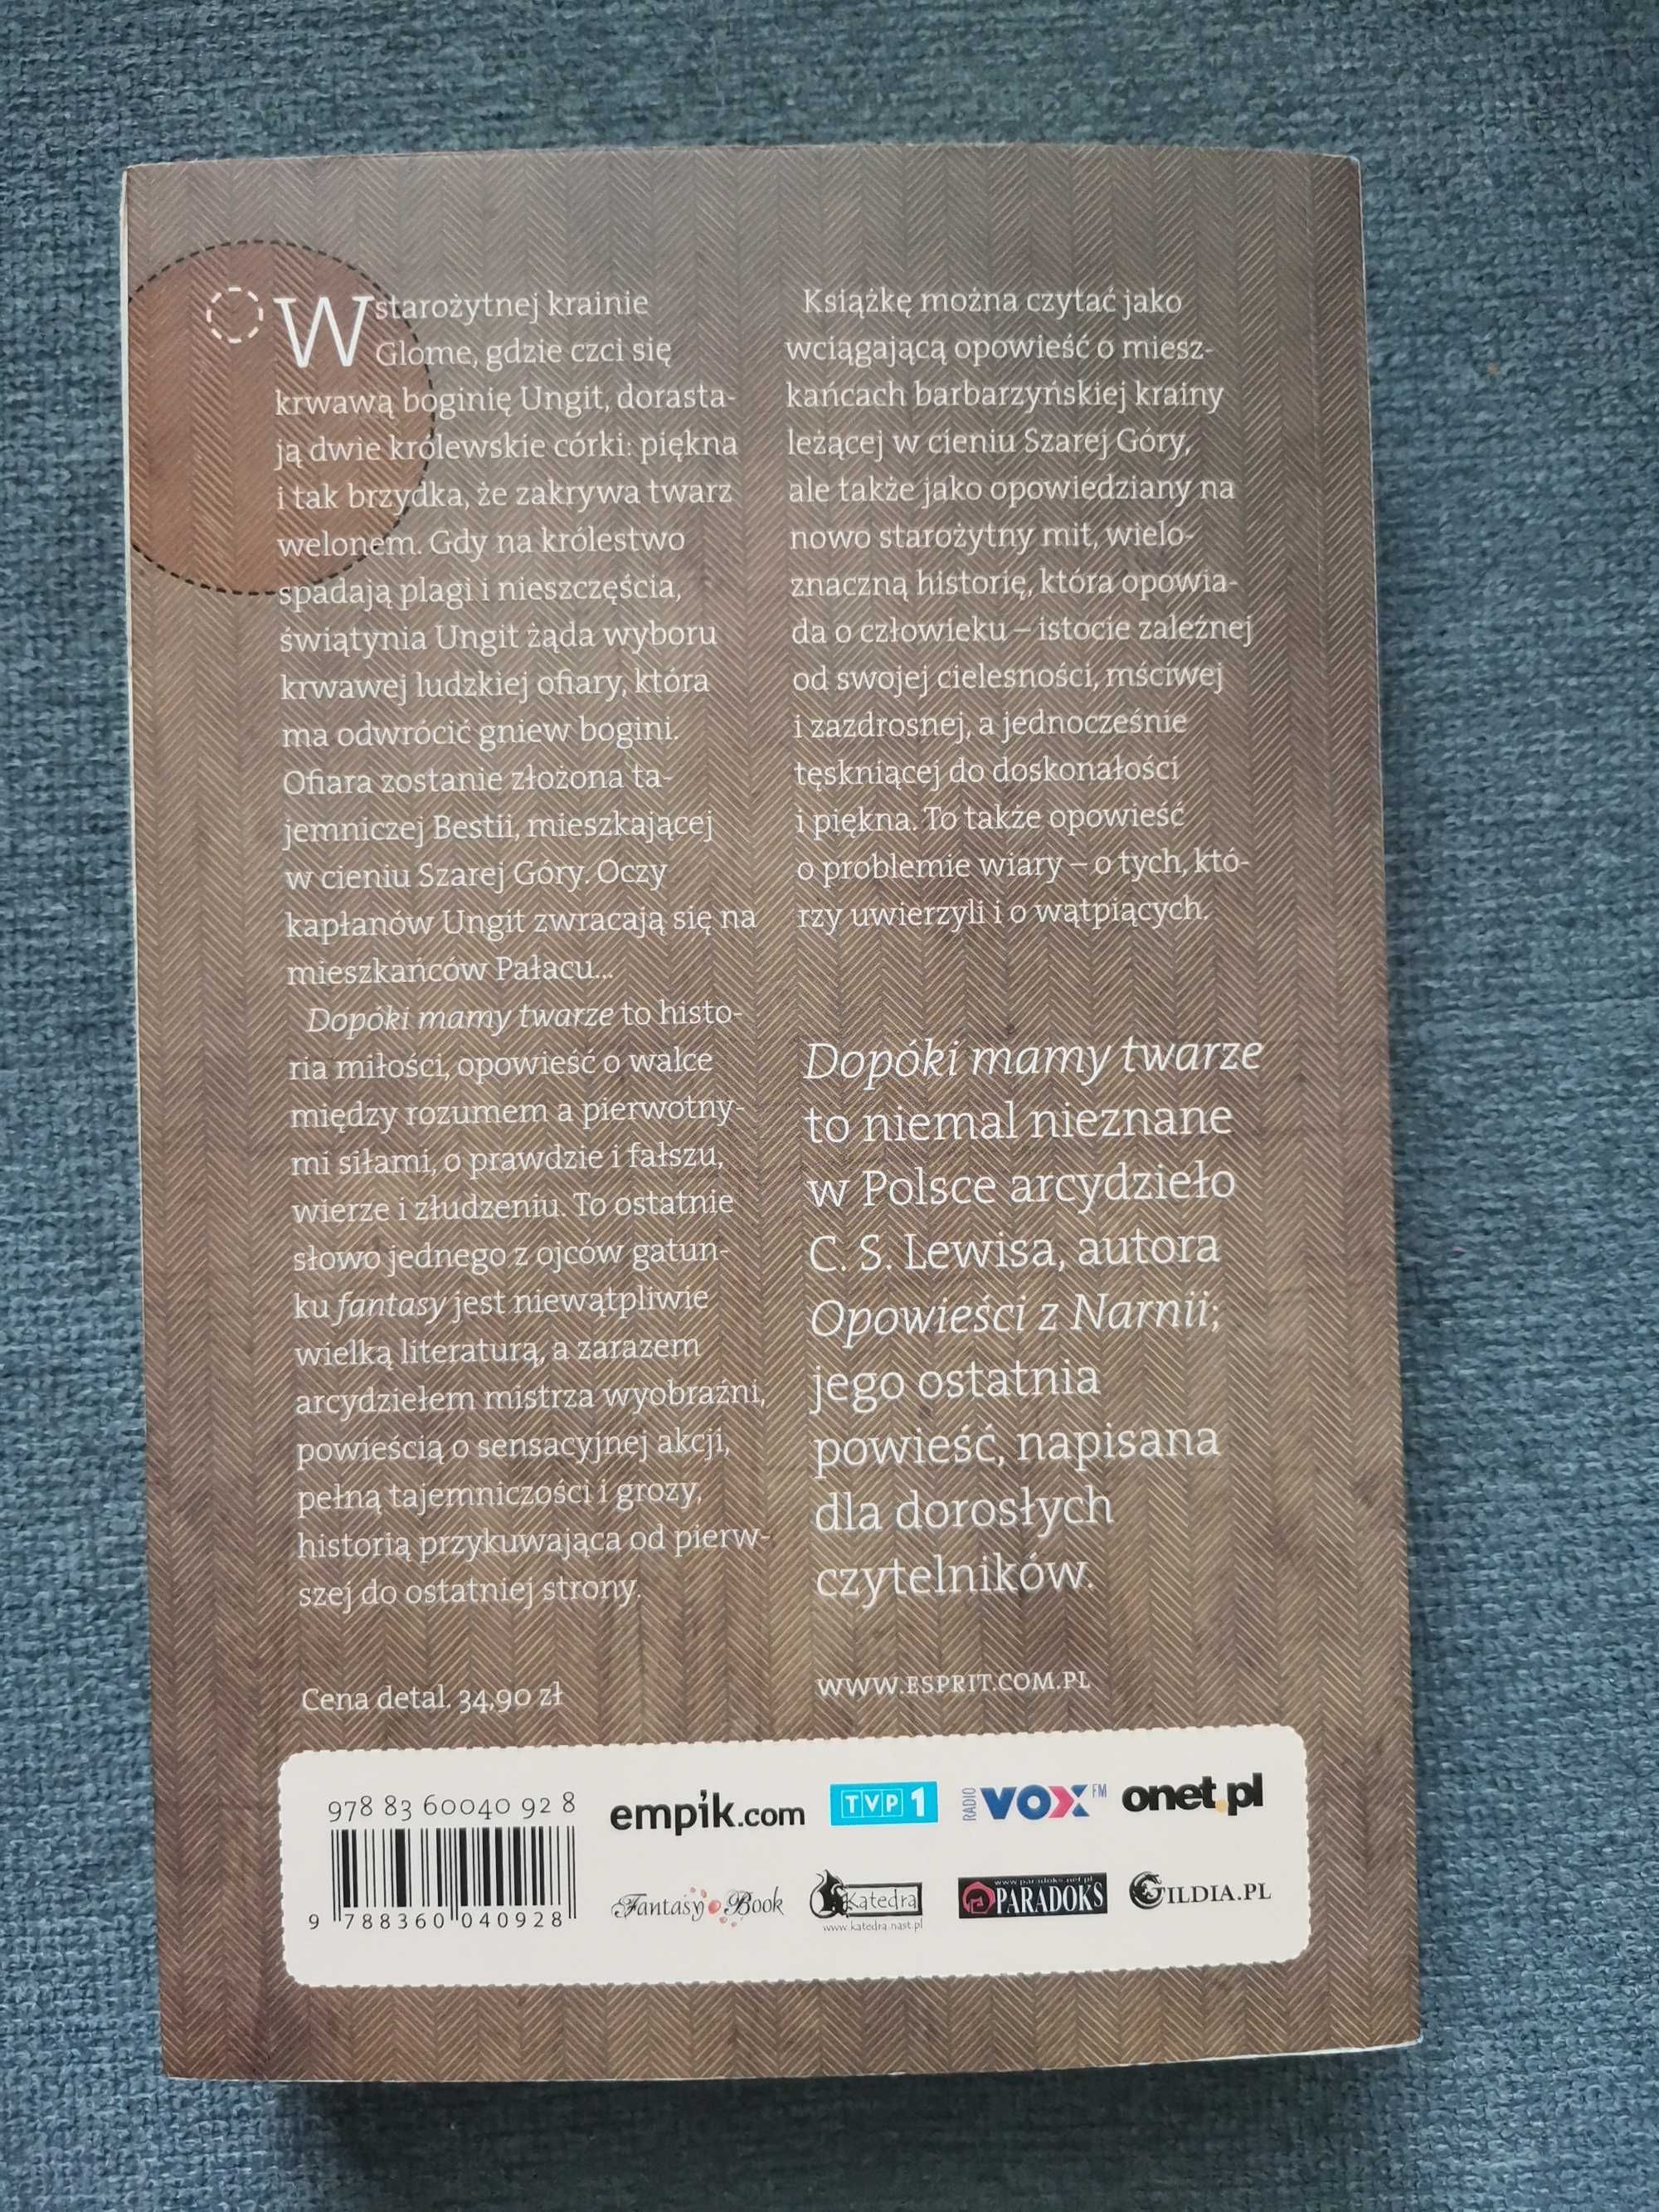 W starożytnej krainie
Glome, gdzie czci się
krwawą boginię Ungit, dorasta-
ją dwie królewskie córki: piękna
i tak brzydka, że zakrywa twarz
welonem. Gdy na królestwo
spadają plagi i nieszczęścia,
świątynia Ungit żąda wyboru
krwawej ludzkiej ofiary, która
ma odwrócić gniew bogini.
Ofiara zostanie złożona ta-
jemniczej Bestii, mieszkającej
w cieniu Szarej Góry. Oczy
kapłanów Ungit zwracają się na
mieszkańców Pałacu...
Dopóki mamy twarze to histo-
ria miłości, opowieść o walce
między rozumem a pierwotny-
mi siłami, o prawdzie i fałszu,
wierze i złudzeniu. To ostatnie
słowo jednego z ojców gatun-
ku fantasy jest niewątpliwie
wielką literaturą, a zarazem
arcydziełem mistrza wyobraźni,
powieścią o sensacyjnej akcji,
pełną tajemniczości i grozy,
historią przykuwająca od pierw-
szej do ostatniej strony.
Książkę można czytać jako
wciągającą opowieść o miesz-
kańcach barbarzyńskiej krainy
leżącej w cieniu Szarej Góry,
ale także jako opowiedziany na
nowo starożytny mit, wielo-
znaczną historię, która opowia-
da o człowieku – istocie zależnej
od swojej cielesności, mściwej
i zazdrosnej, a jednocześnie
tęskniącej do doskonałości
i piękna. To także opowieść
o problemie wiary – o tych, któ-
rzy uwierzyli i o wątpiących.
Dopóki mamy twarze
to niemal nieznane
w Polsce arcydzieło
C. S. Lewisa, autora
Opowieści z Narnii;
jego ostatnia
powieść, napisana
dla dorosłych
czytelników.
Cena detal. 34,90 zł
WWW.ESPRIT.COM.PL
978 83 60040 92 8
9 788360 040928
empik.com
TVP 1
RADIO VOX FM
onet.pl
Fantasy Book
Katedra
www.katedra.nast.pl
www.paradoks.net.pl
PARADOKS
GILDIA.PL